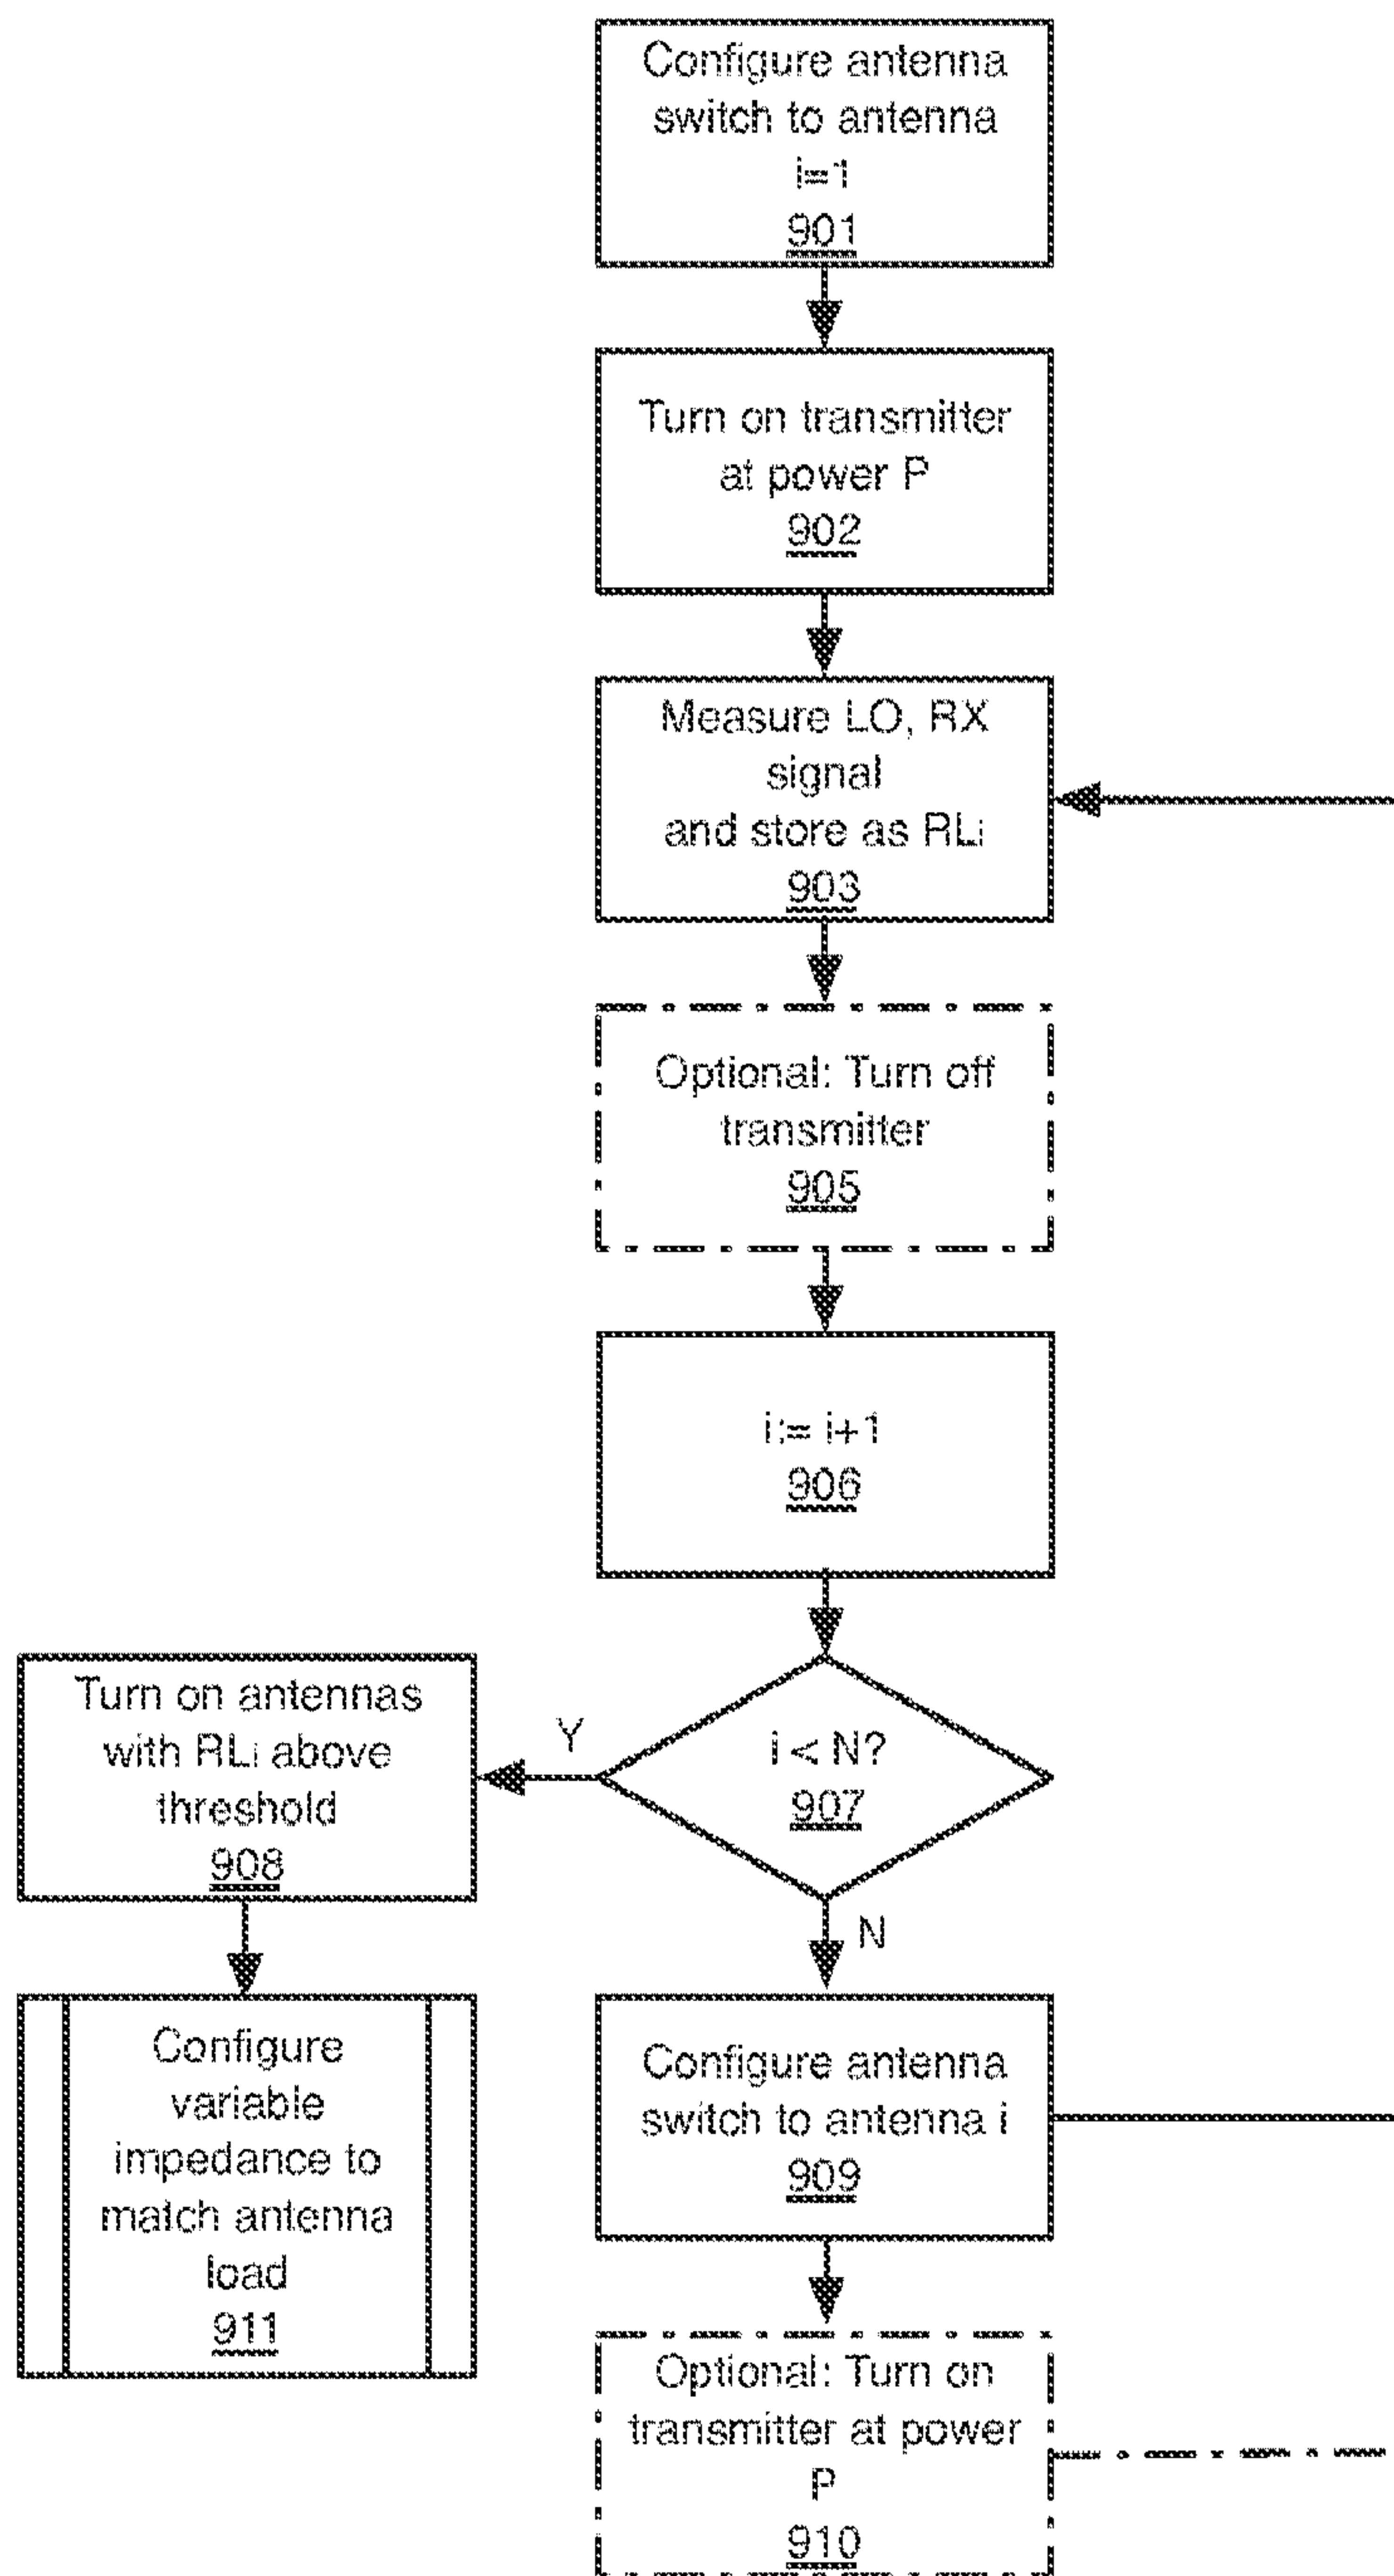 Configure antenna
switch to antenna
i=1
901
Turn on transmitter
at power P
902
Measure LO, RX
signal
and store as RLi
903
Optional: Turn off
transmitter
905
i:= i+1
906
i < N?
907
Y
N
Turn on antennas
with RLi above
threshold
908
Configure
variable
impedance to
match antenna
load
911
Configure antenna
switch to antenna i
909
Optional: Turn on
transmitter at power
P
910